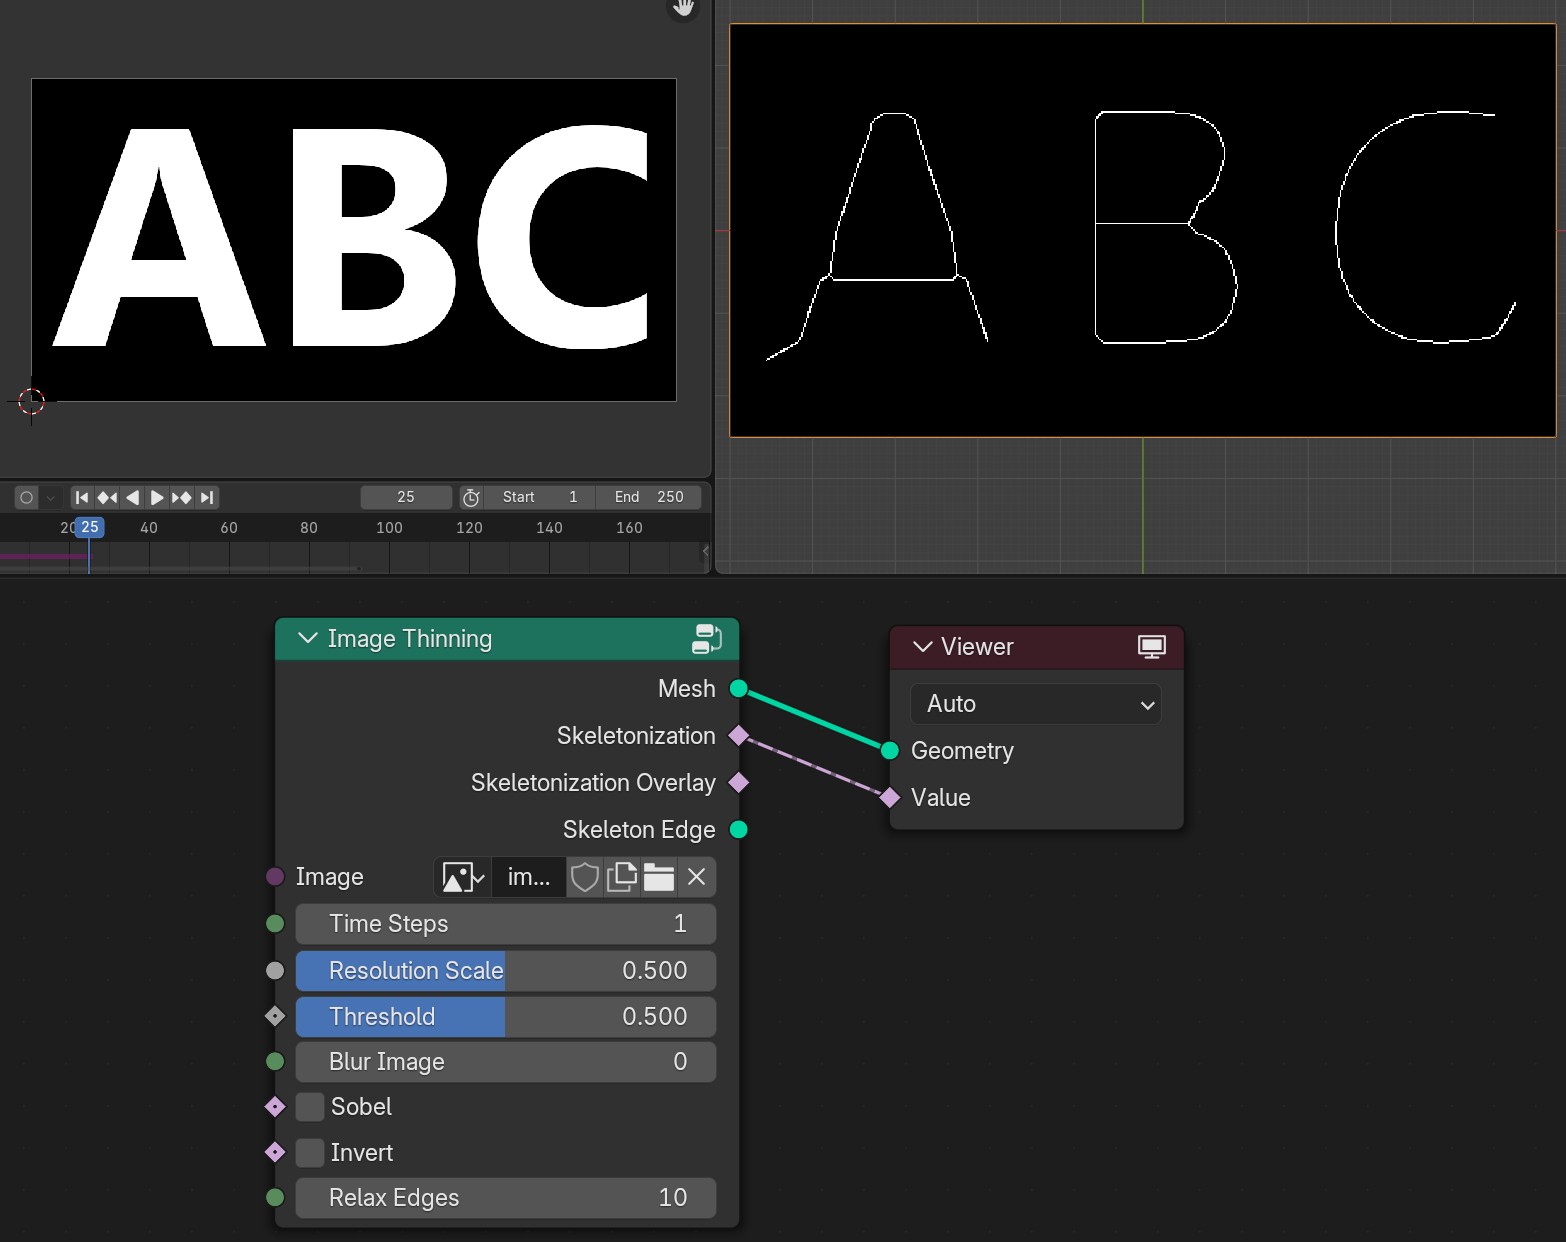 ABC
A B C
25
Start 1
End 250
20 25 40 60 80 100 120 140 160
Image Thinning
Mesh
Skeletonization
Skeletonization Overlay
Skeleton Edge
Image im...
Time Steps 1
Resolution Scale 0.500
Threshold 0.500
Blur Image 0
Sobel
Invert
Relax Edges 10
Viewer
Auto
Geometry
Value